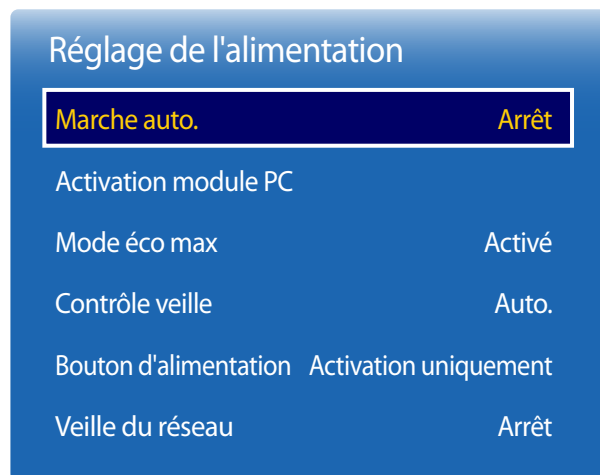 Réglage de l'alimentation
Marche auto. Arrêt
Activation module PC
Mode éco max Activé
Contrôle veille Auto.
Bouton d'alimentation Activation uniquement
Veille du réseau Arrêt